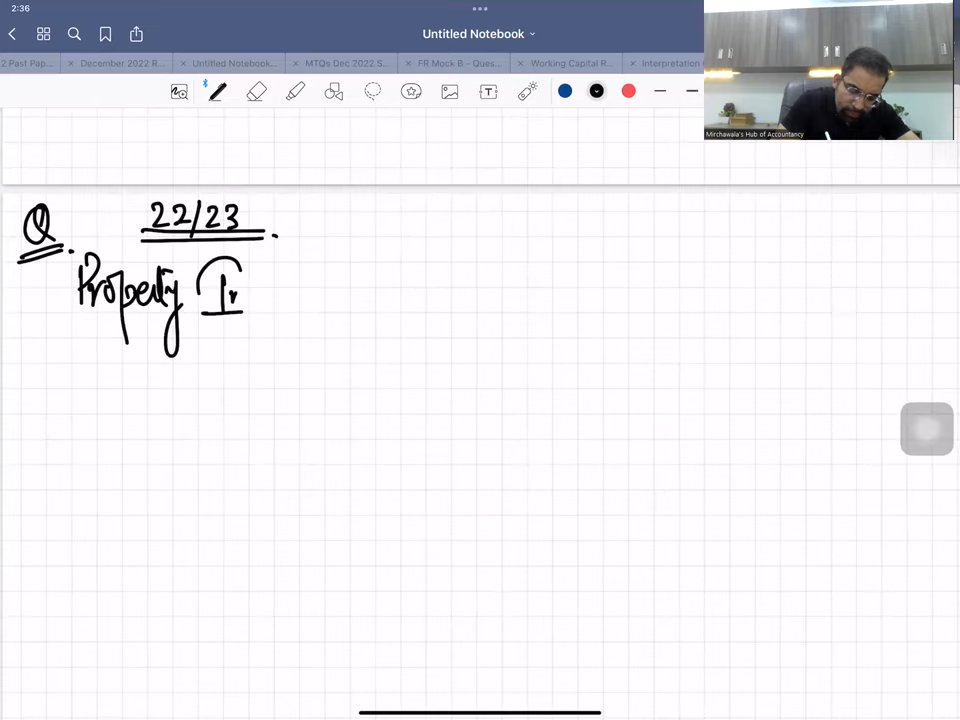 2:36
Untitled Notebook
2 Past Pap...
December 2022 R...
Untitled Notebook...
MTQs Dec 2022 S...
FR Mock B - Ques...
Working Capital R...
Interpretation
Mirchawala's Hub of Accountancy
Q. 22/23.
Property In